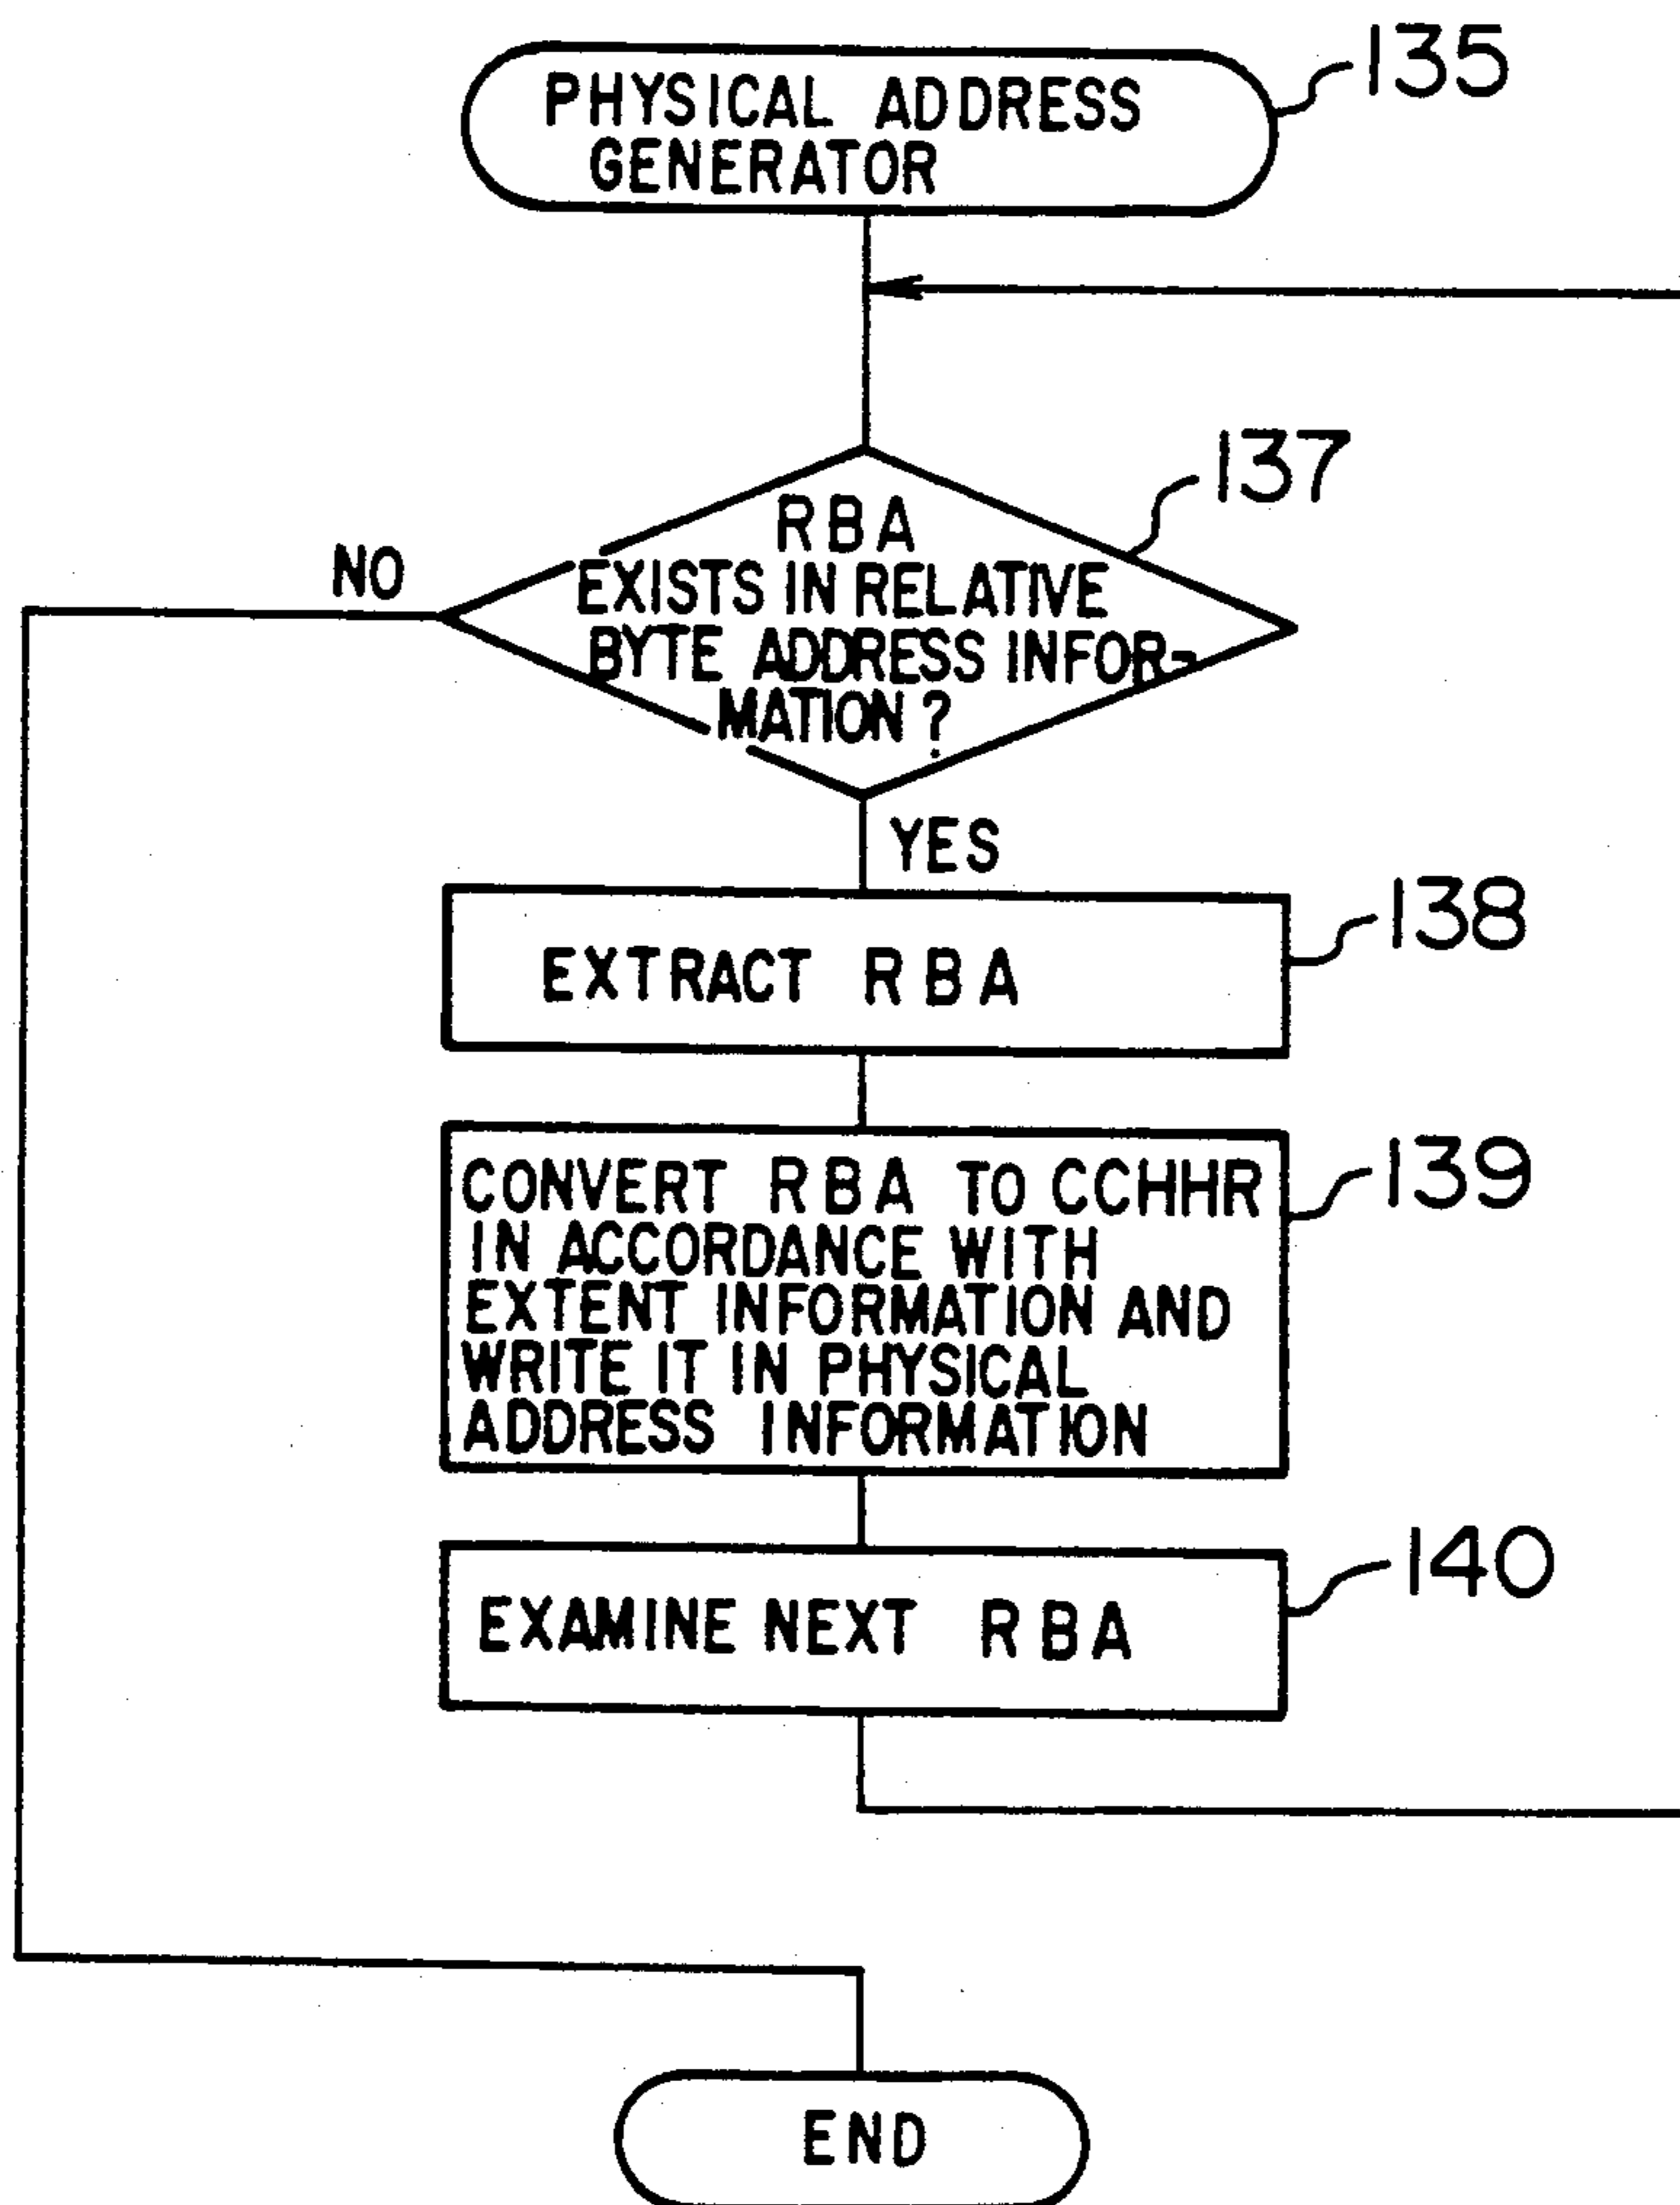 PHYSICAL ADDRESS
GENERATOR
135
137
RBA
EXISTS IN RELATIVE
BYTE ADDRESS INFOR-
MATION?
NO
YES
EXTRACT RBA
138
CONVERT RBA TO CCHHR
IN ACCORDANCE WITH
EXTENT INFORMATION AND
WRITE IT IN PHYSICAL
ADDRESS INFORMATION
139
EXAMINE NEXT RBA
140
END